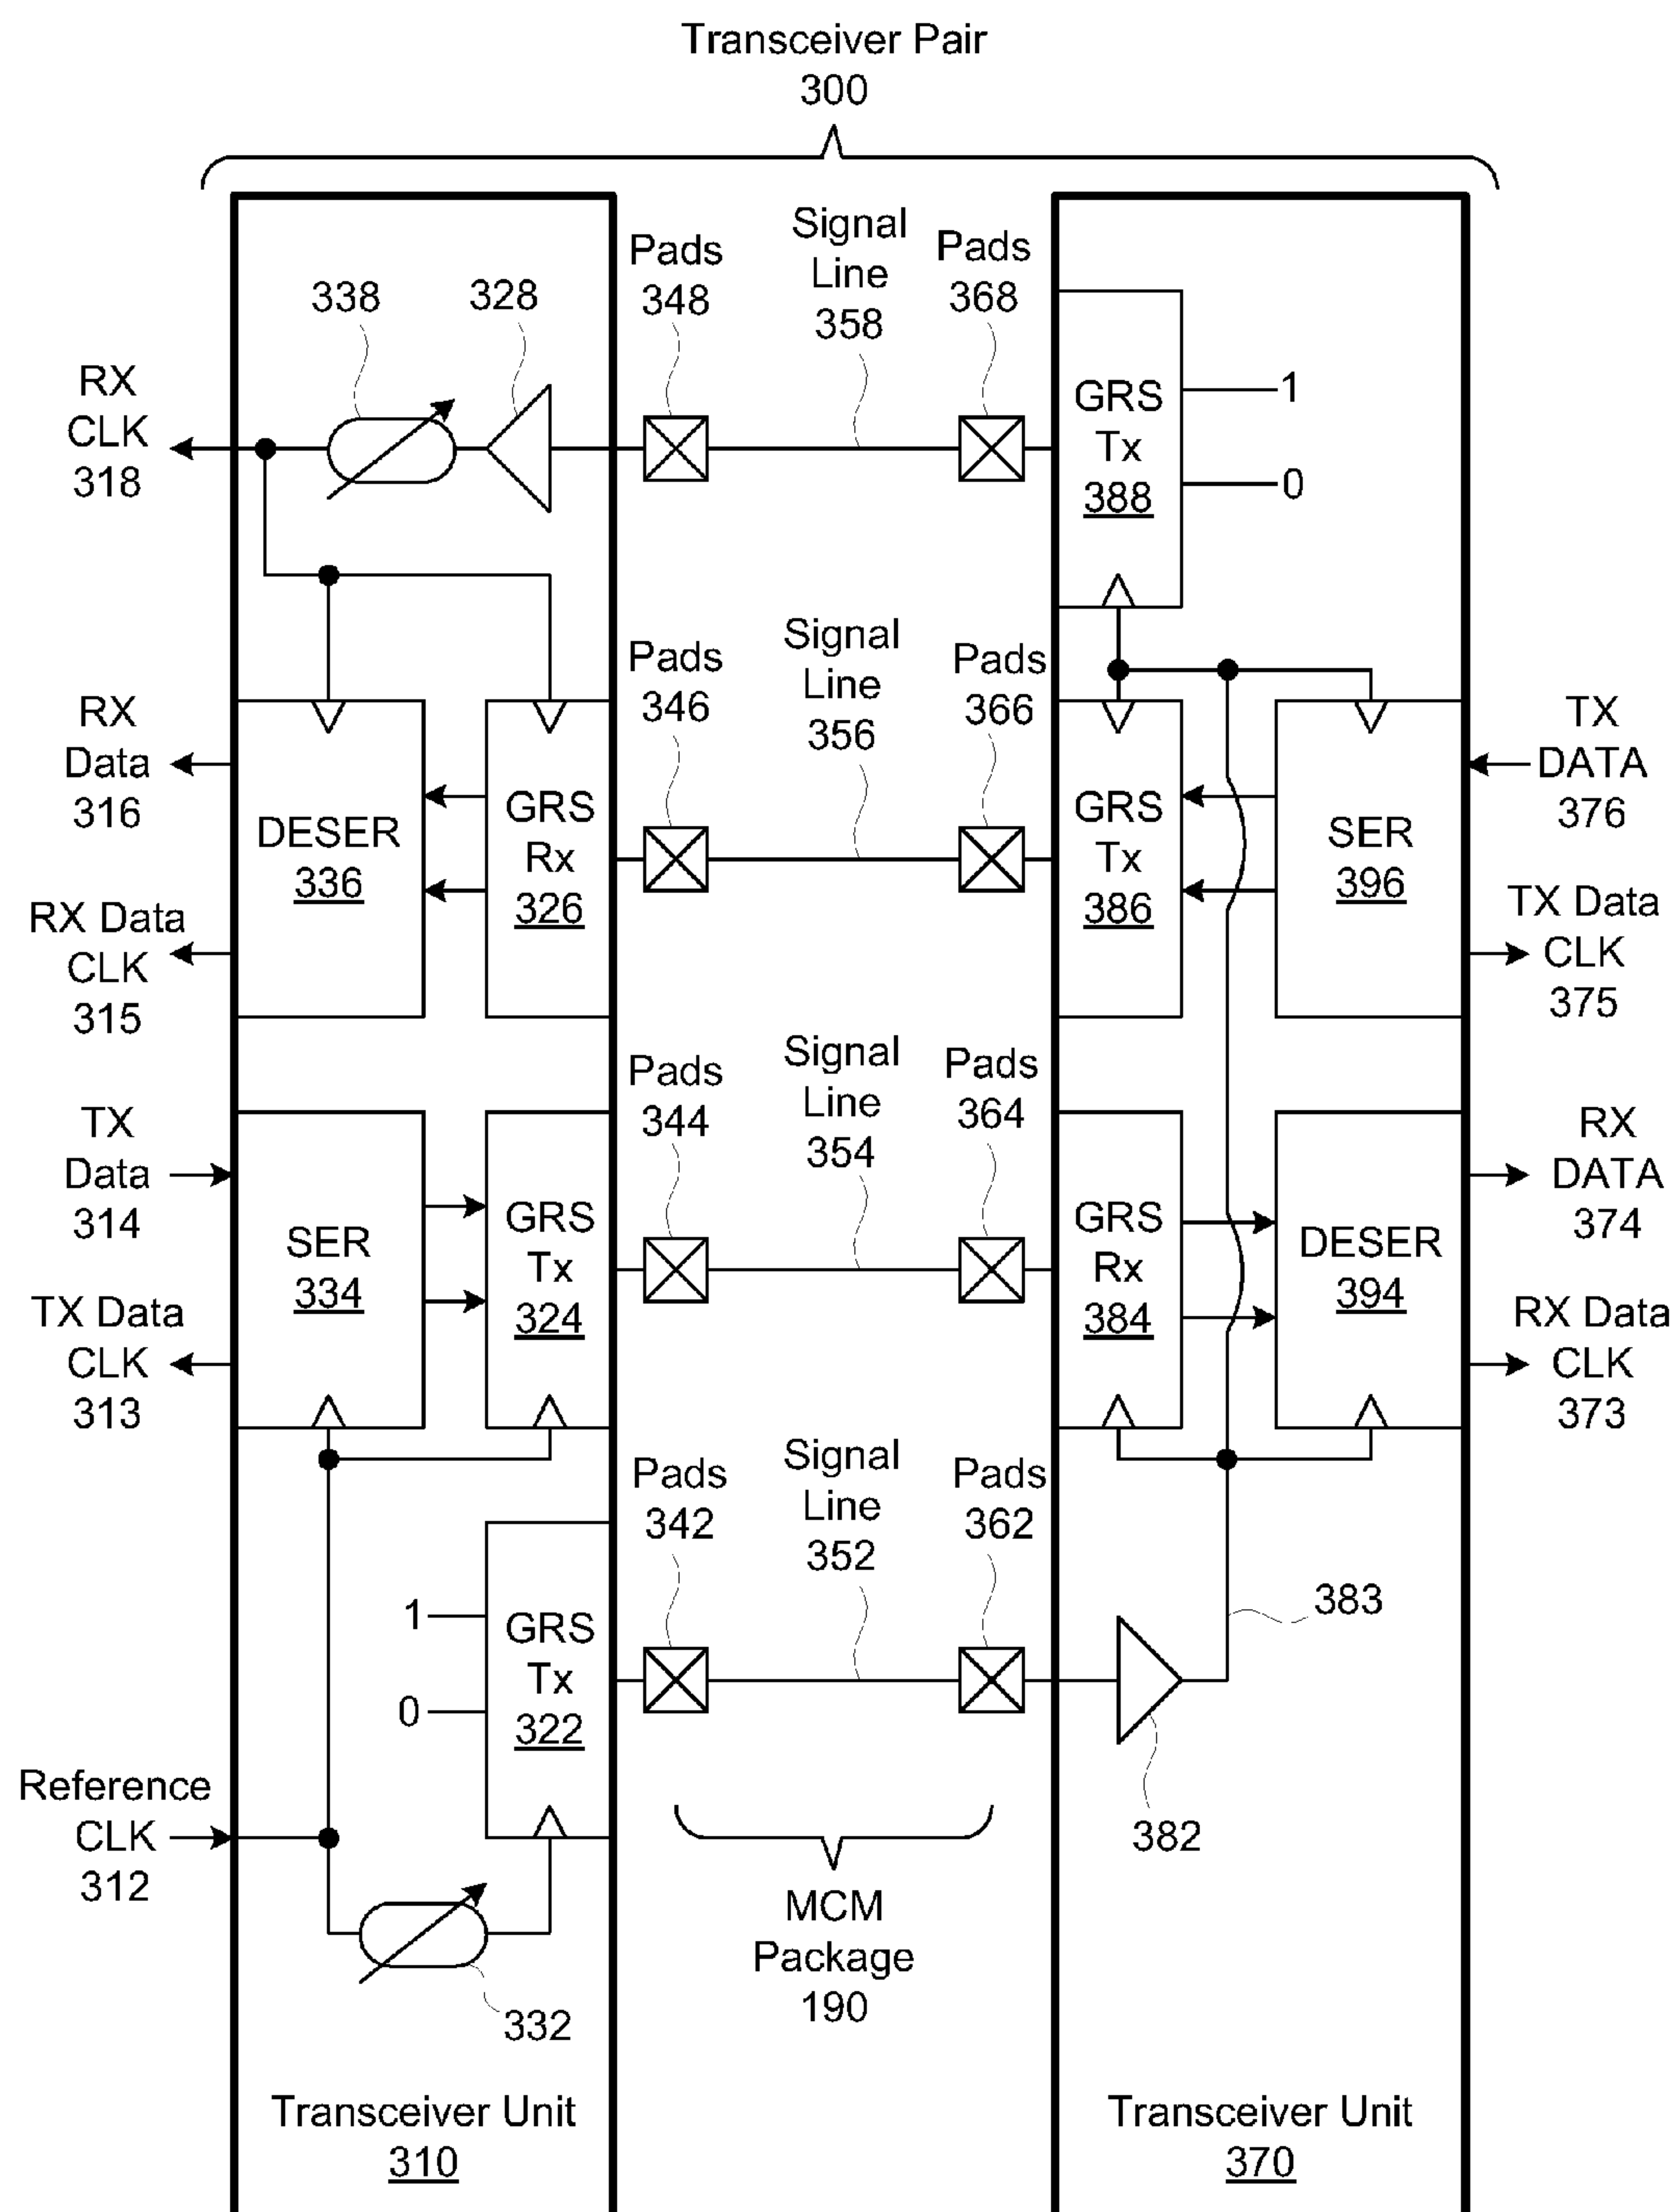 Transceiver Pair
300
338
328
Pads
348
Signal
Line
358
Pads
368
RX
CLK
318
GRS
Tx
388
1
0
Pads
346
Signal
Line
356
Pads
366
RX
Data
316
RX Data
CLK
315
DESER
336
GRS
Rx
326
GRS
Tx
386
SER
396
TX
DATA
376
TX Data
CLK
375
Pads
344
Signal
Line
354
Pads
364
TX
Data
314
TX Data
CLK
313
SER
334
GRS
Tx
324
GRS
Rx
384
DESER
394
RX
DATA
374
RX Data
CLK
373
Pads
342
Signal
Line
352
Pads
362
1
0
GRS
Tx
322
383
382
Reference
CLK
312
332
MCM
Package
190
Transceiver Unit
310
Transceiver Unit
370